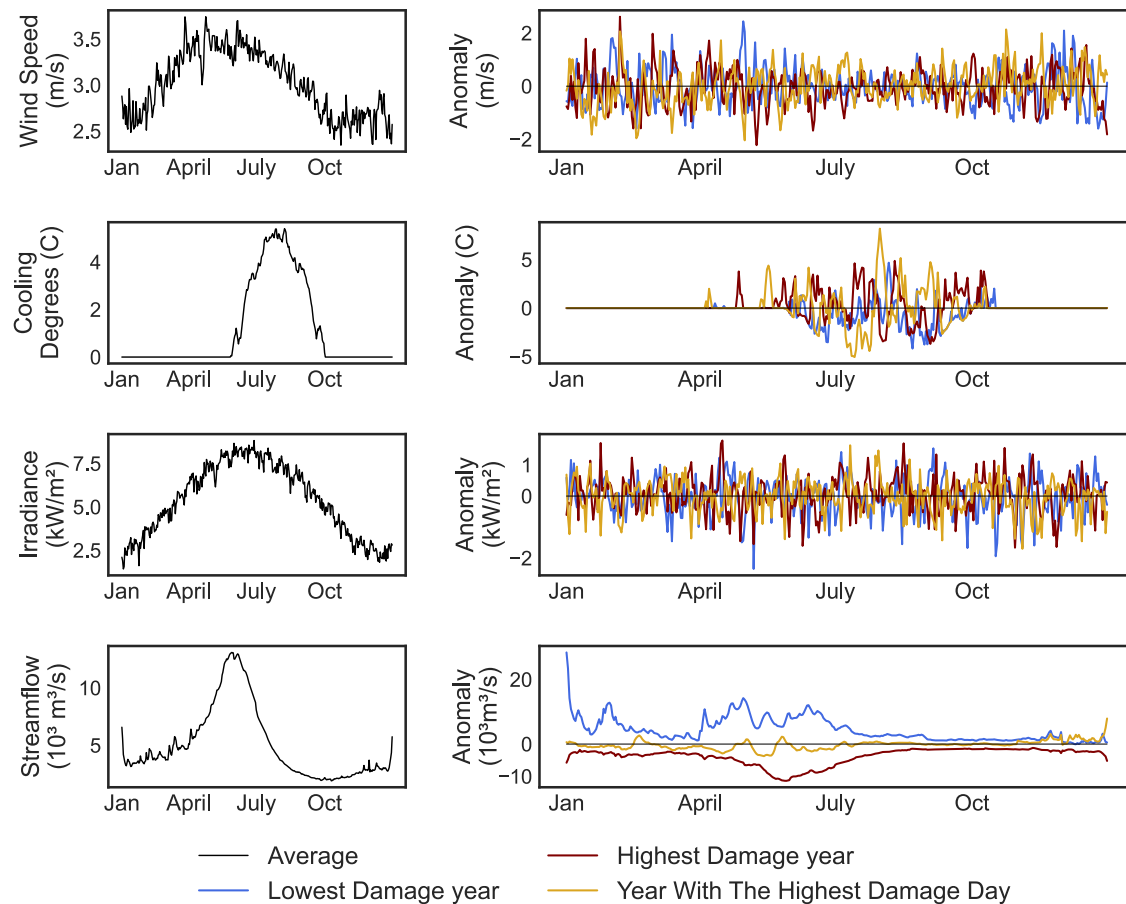 Wind Speed
(m/s)
3.5
3.0
2.5
Jan April July Oct
Anomaly
(m/s)
2
0
−2
Jan April July Oct
Cooling
Degrees (C)
4
2
0
Jan April July Oct
Anomaly (C)
5
0
−5
Jan April July Oct
Irradiance
(kW/m²)
7.5
5.0
2.5
Jan April July Oct
Anomaly
(kW/m²)
1
0
−2
Jan April July Oct
Streamflow
(10³ m³/s)
10
5
Jan April July Oct
Anomaly
(10³m³/s)
20
0
−10
Jan April July Oct
Average
Highest Damage year
Lowest Damage year
Year With The Highest Damage Day